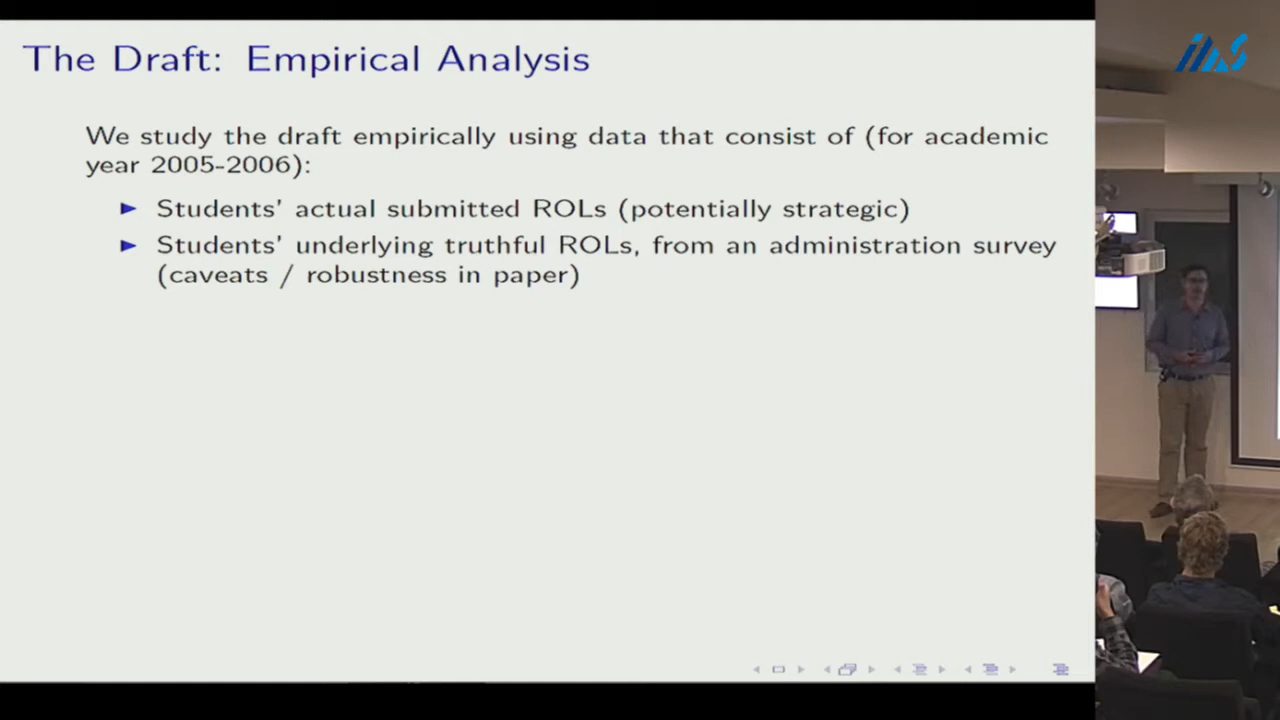 The Draft: Empirical Analysis
IIAS
We study the draft empirically using data that consist of (for academic
year 2005-2006):
► Students' actual submitted ROLs (potentially strategic)
► Students' underlying truthful ROLs, from an administration survey
(caveats / robustness in paper)